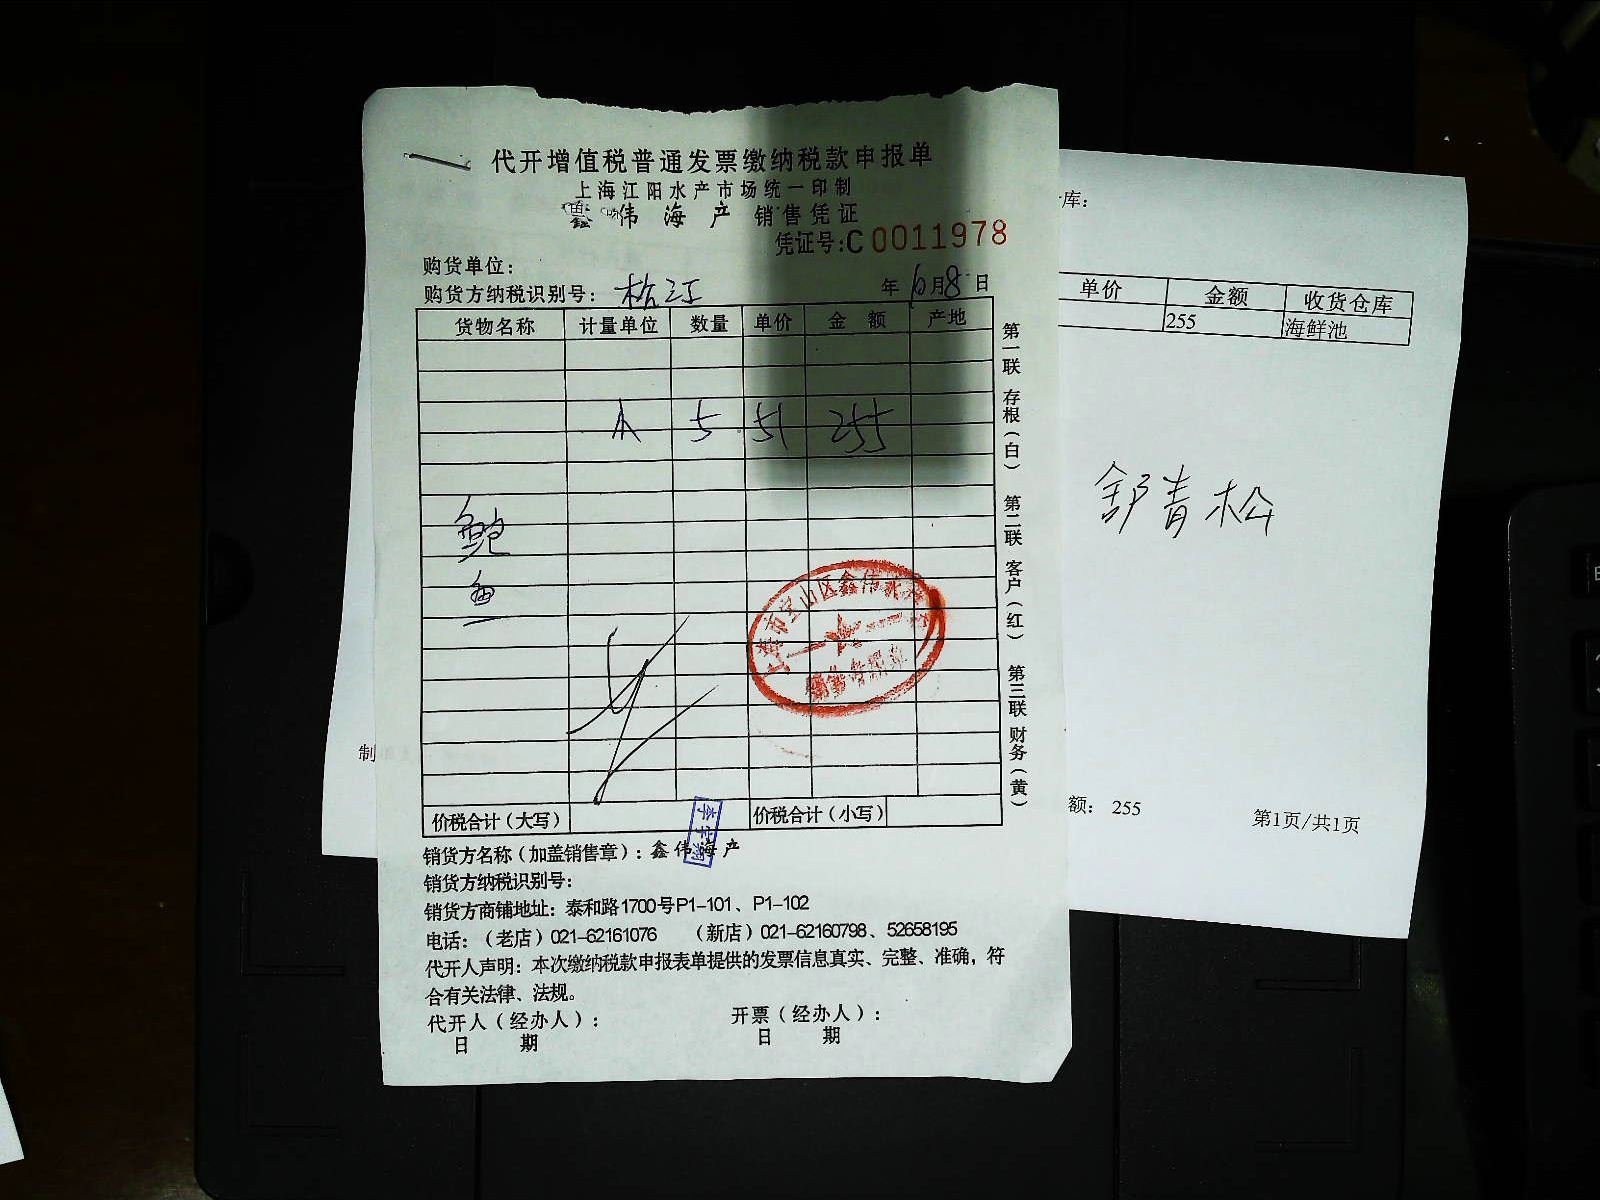 代开增值税普通发票缴纳税款申报单
上海江阳水产市场统一印制
鑫伟海产 销售凭证
凭证号:C 0011978
购货单位:
购货方纳税识别号: 松江 年 6月8日
货物名称 计量单位 数量 单价 金额 产地
5 51 255
鲍
鱼
价税合计(大写) 价税合计(小写)
销货方名称(加盖销售章): 鑫伟海产
销货方纳税识别号:
销货方商铺地址: 泰和路1700号P1-101、P1-102
电话:(老店)021-62161076 (新店)021-62160798、52658195
代开人声明: 本次缴纳税款申报表单提供的发票信息真实、完整、准确,符
合有关法律、法规。
代开人(经办人): 开票(经办人):
日 期 日 期
第一联 存根(白) 第二联 客户(红) 第三联 财务(黄)
库:
单价 金额 收货仓库
255 海鲜池
舒青松
制
额: 255 第1页/共1页